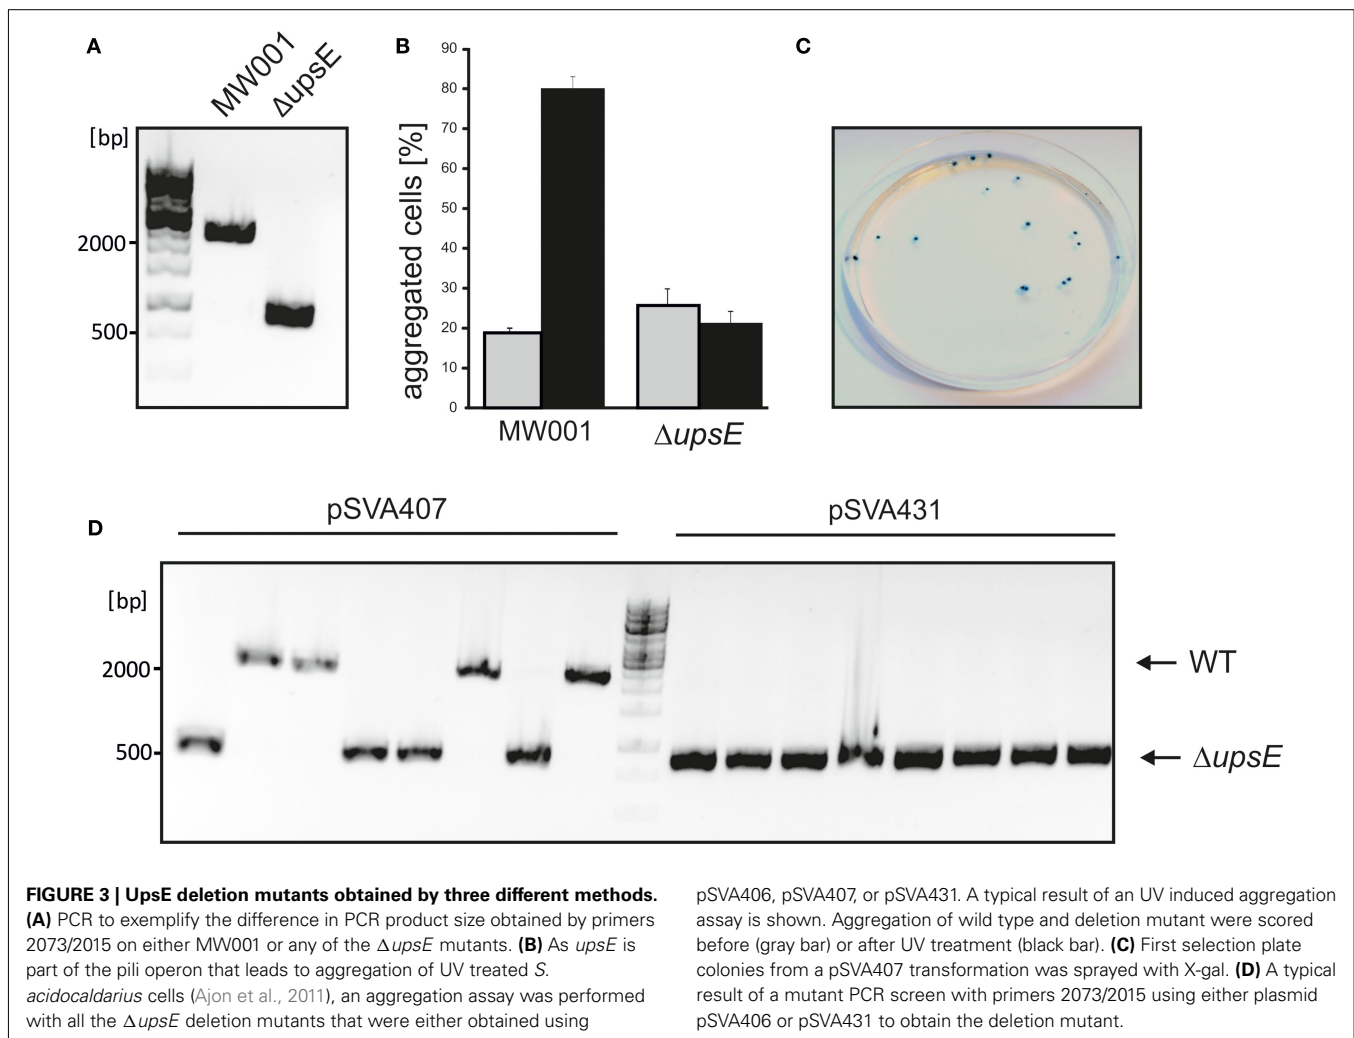 A
MW001
ΔupsE
[bp]
2000
500
B
aggregated cells [%]
90
80
70
60
50
40
30
20
10
0
MW001
ΔupsE
C
D
pSVA407
pSVA431
[bp]
2000
500
WT
ΔupsE
FIGURE 3 | UpsE deletion mutants obtained by three different methods.
(A) PCR to exemplify the difference in PCR product size obtained by primers
2073/2015 on either MW001 or any of the ΔupsE mutants. (B) As upsE is
part of the pili operon that leads to aggregation of UV treated S.
acidocaldarius cells (Ajon et al., 2011), an aggregation assay was performed
with all the ΔupsE deletion mutants that were either obtained using
pSVA406, pSVA407, or pSVA431. A typical result of an UV induced aggregation
assay is shown. Aggregation of wild type and deletion mutant were scored
before (gray bar) or after UV treatment (black bar). (C) First selection plate
colonies from a pSVA407 transformation was sprayed with X-gal. (D) A typical
result of a mutant PCR screen with primers 2073/2015 using either plasmid
pSVA406 or pSVA431 to obtain the deletion mutant.